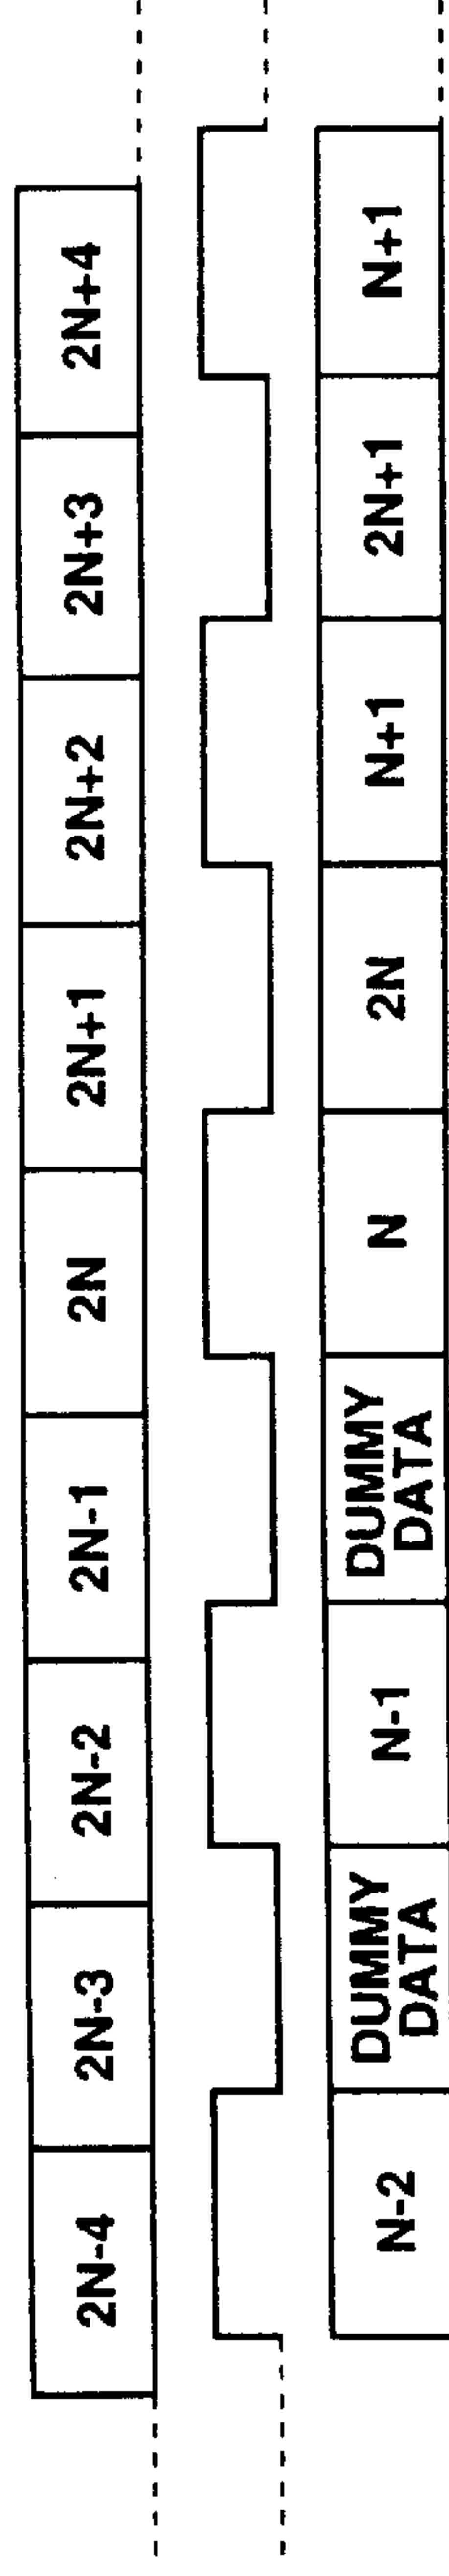 2N-4
2N-3
2N-2
2N-1
2N
2N+1
2N+2
2N+3
2N+4
N-2
DUMMY
DATA
N-1
DUMMY
DATA
N
2N
N+1
2N+1
N+1